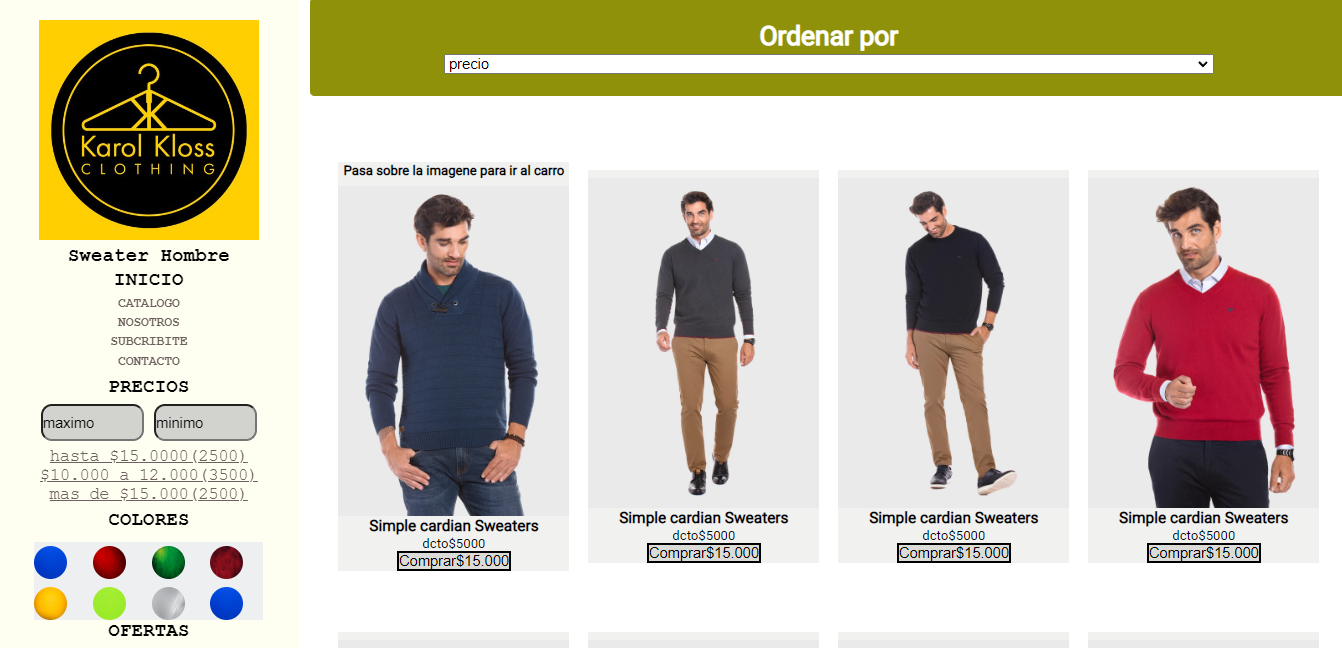 Karol Kloss
CLOTHING
Sweater Hombre
INICIO
CATALOGO
NOSOTROS
SUBCRIBITE
CONTACTO
PRECIOS
maximo
minimo
hasta $15.0000(2500)
$10.000 a 12.000(3500)
mas de $15.000(2500)
COLORES
OFERTAS
Ordenar por
precio
Pasa sobre la imagene para ir al carro
Simple cardian Sweaters
dcto$5000
Comprar$15.000
Simple cardian Sweaters
dcto$5000
Comprar$15.000
Simple cardian Sweaters
dcto$5000
Comprar$15.000
Simple cardian Sweaters
dcto$5000
Comprar$15.000